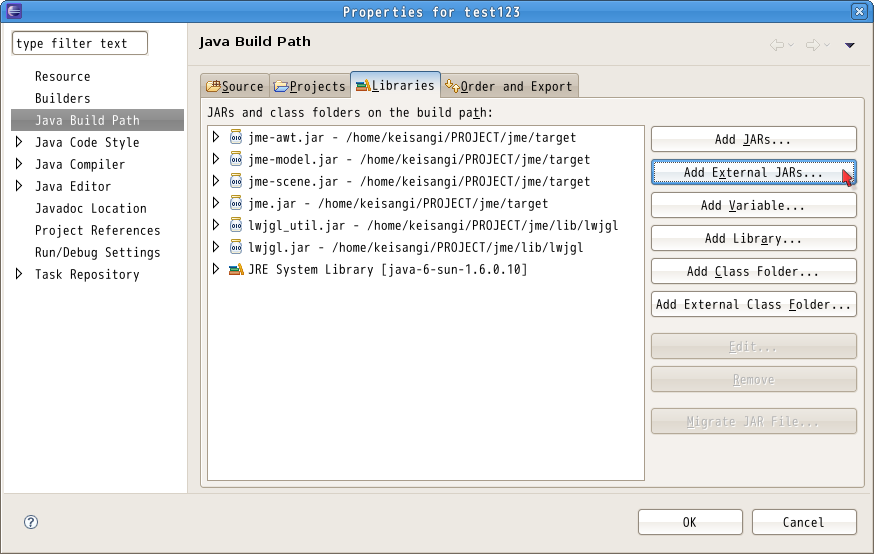 Properties for test123
type filter text
Resource
Builders
Java Build Path
Java Code Style
Java Compiler
Java Editor
Javadoc Location
Project References
Run/Debug Settings
Task Repository
Java Build Path
Source Projects Libraries Order and Export
JARs and class folders on the build path:
jme-awt.jar - /home/keisangi/PROJECT/jme/target
jme-model.jar - /home/keisangi/PROJECT/jme/target
jme-scene.jar - /home/keisangi/PROJECT/jme/target
jme.jar - /home/keisangi/PROJECT/jme/target
lwjgl_util.jar - /home/keisangi/PROJECT/jme/lib/lwjgl
lwjgl.jar - /home/keisangi/PROJECT/jme/lib/lwjgl
JRE System Library [java-6-sun-1.6.0.10]
Add JARs...
Add External JARs...
Add Variable...
Add Library...
Add Class Folder...
Add External Class Folder...
Edit...
Remove
Migrate JAR File...
OK Cancel